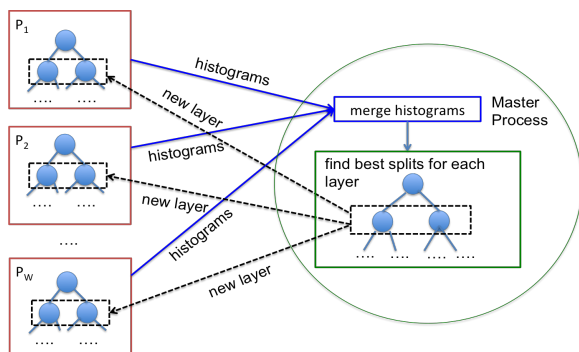 P1
.... ....
P2
.... ....
....
PW
.... ....
histograms
new layer
histograms
new layer
histograms
new layer
merge histograms
Master
Process
find best splits for each
layer
.... .... .... ....